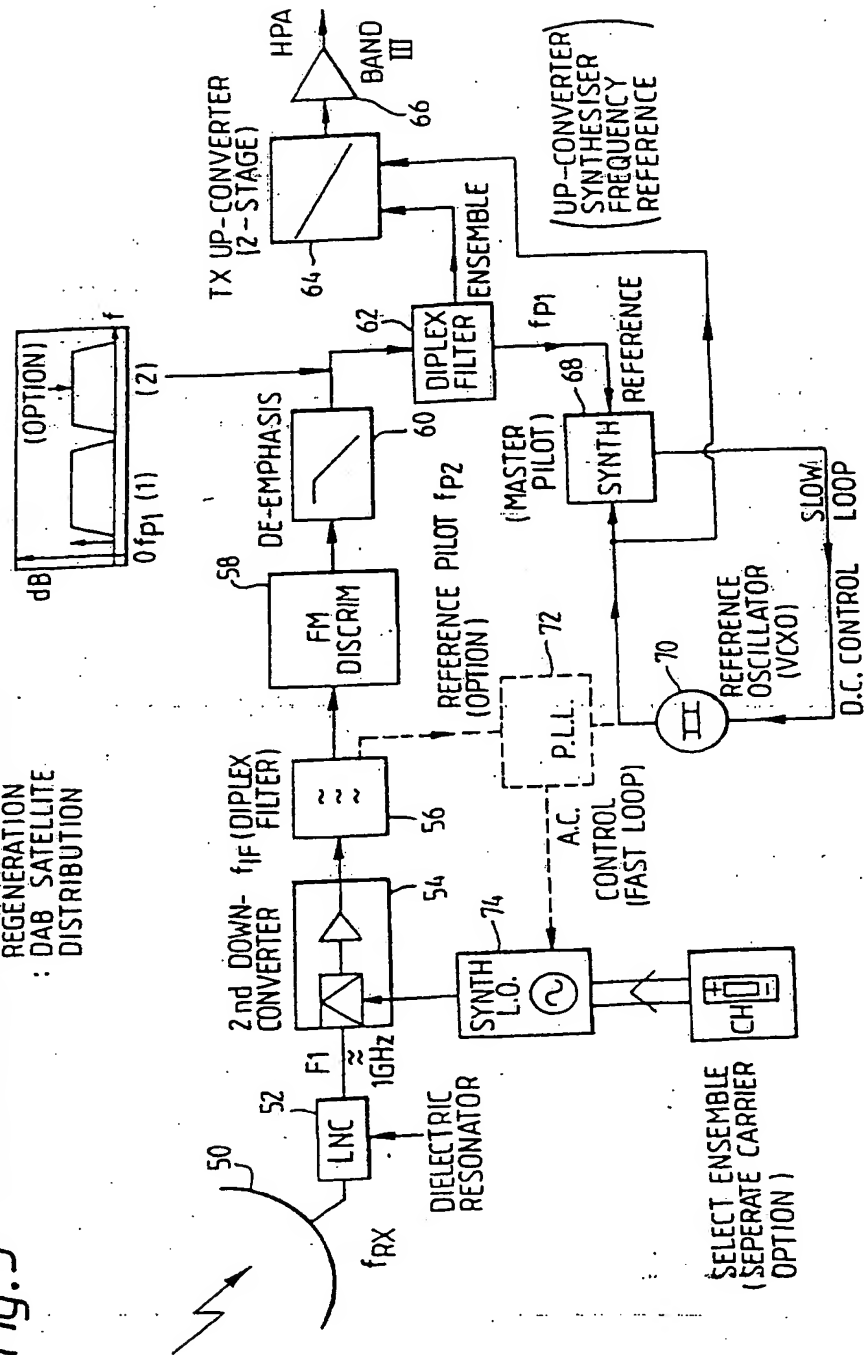 Fig.5
REGENERATION
: DAB SATELLITE
DISTRIBUTION
dB
(OPTION)
f
0 fP1 (1)
(2)
50
fRX
52
LNC
DIELECTRIC
RESONATOR
F1
≈
1GHz
2nd DOWN-
CONVERTER
54
fIF (DIPLEX
FILTER)
~ ~ ~
56
58
FM
DISCRIM
DE-EMPHASIS
60
62
DIPLEX
FILTER
ENSEMBLE
TX UP-CONVERTER
(2-STAGE)
64
HPA
66
BAND
III
fP1
(UP-CONVERTER
SYNTHESISER
FREQUENCY
REFERENCE)
REFERENCE PILOT fP2
(OPTION)
(MASTER
PILOT)
68
SYNTH
REFERENCE
72
P.L.L.
A.C.
CONTROL
(FAST LOOP)
74
SYNTH
L.O.
SLOW
LOOP
70
REFERENCE
OSCILLATOR
(VCXO)
D.C. CONTROL
CH
+
-
SELECT ENSEMBLE
(SEPERATE CARRIER
OPTION)